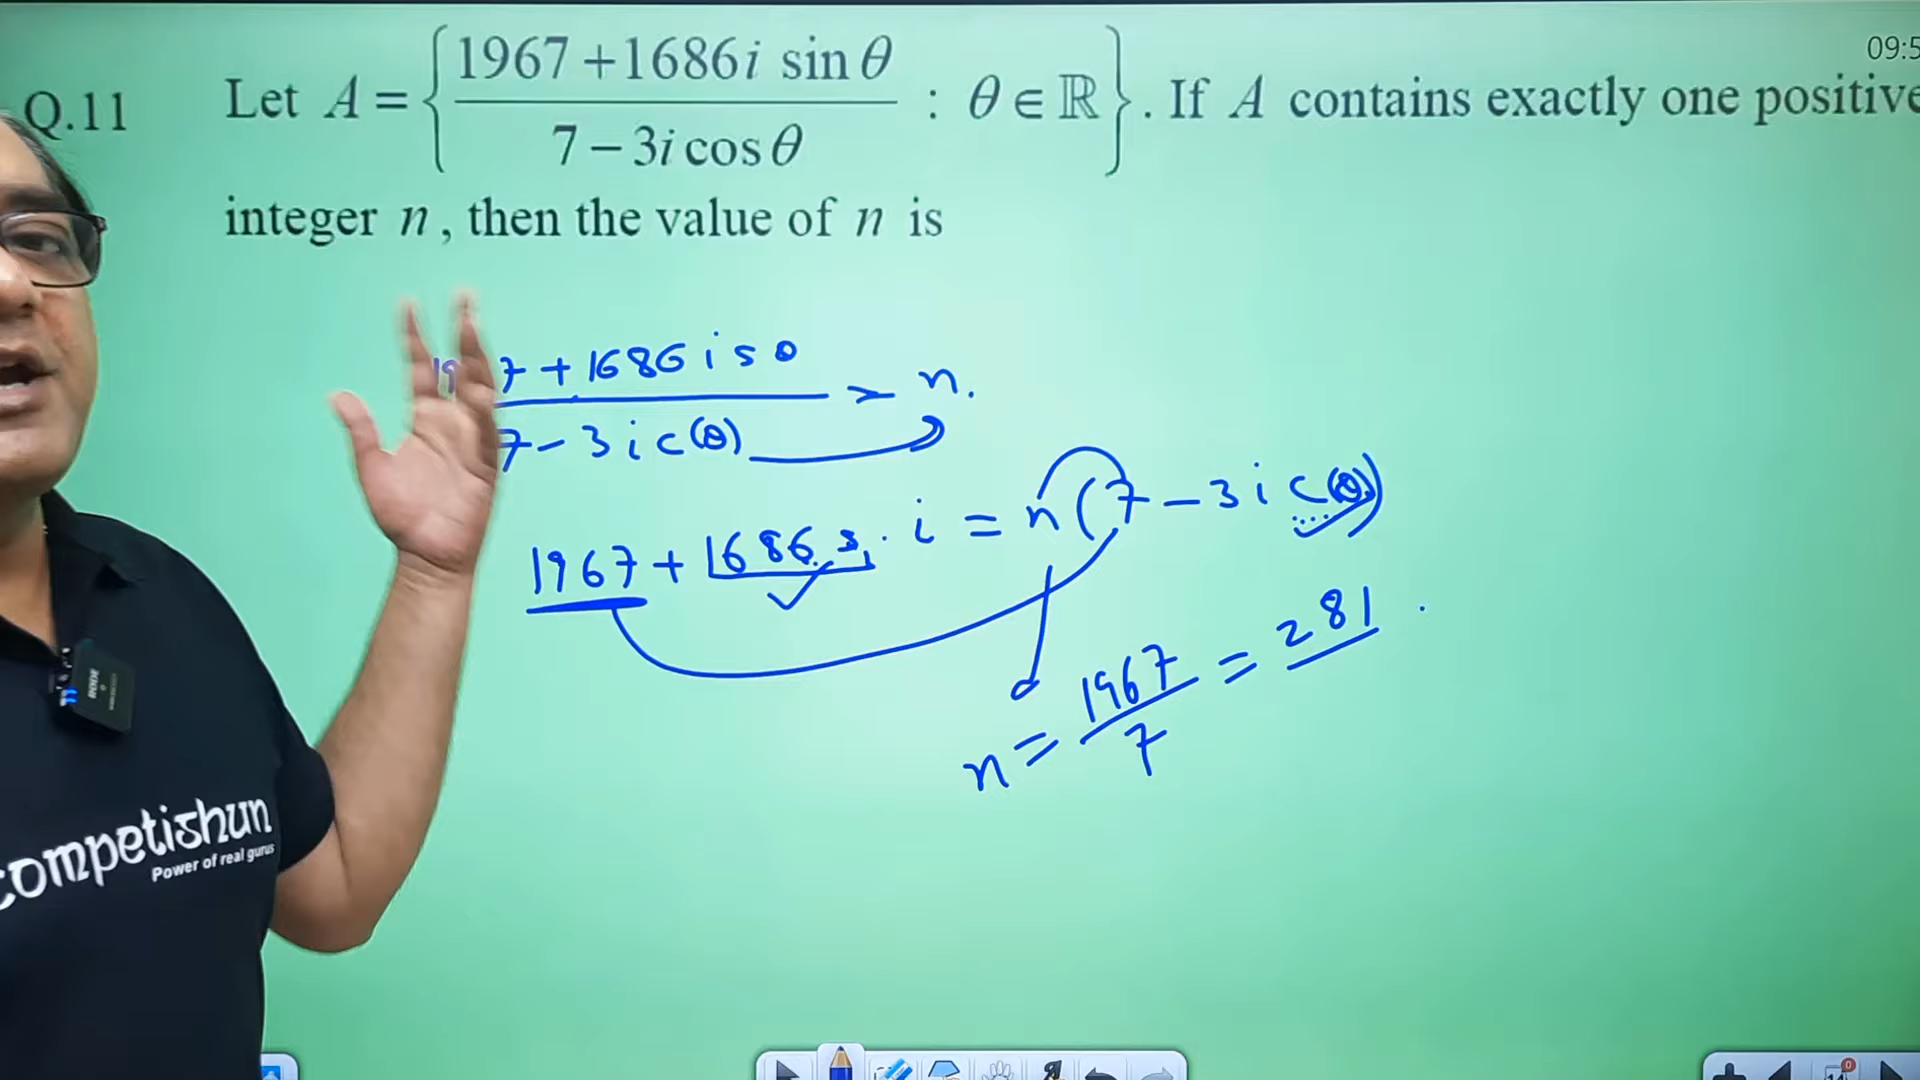 09:5
Q.11 Let A = { 1967 + 1686i sin θ / 7 − 3i cos θ : θ ∈ ℝ }. If A contains exactly one positive
integer n, then the value of n is
7 + 1686 i s θ / 7 − 3 i c(θ) = n.
1967 + 1686 s. i = n (7 − 3 i c(θ))
n = 1967 / 7 = 281
competishun
Power of real gurus